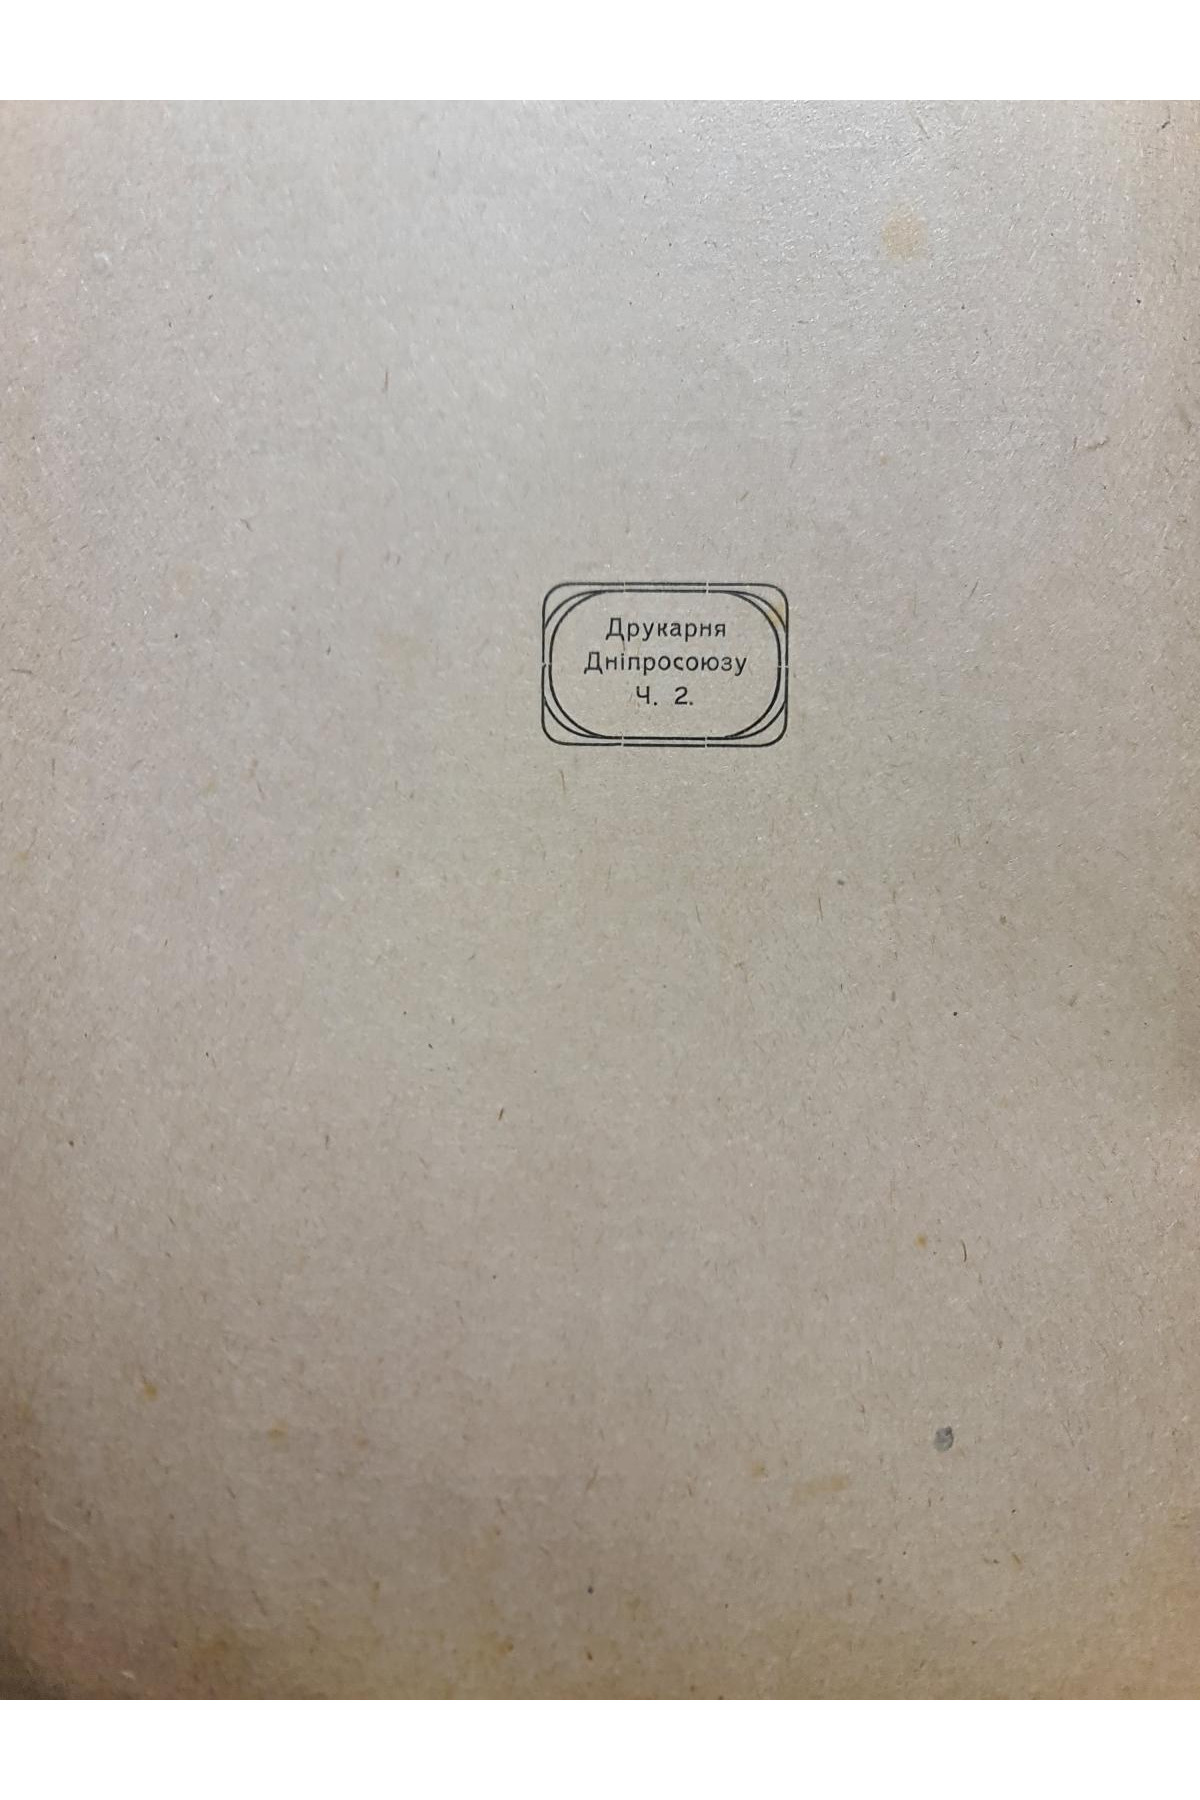 Друкарня
Дніпросоюзу
Ч. 2.